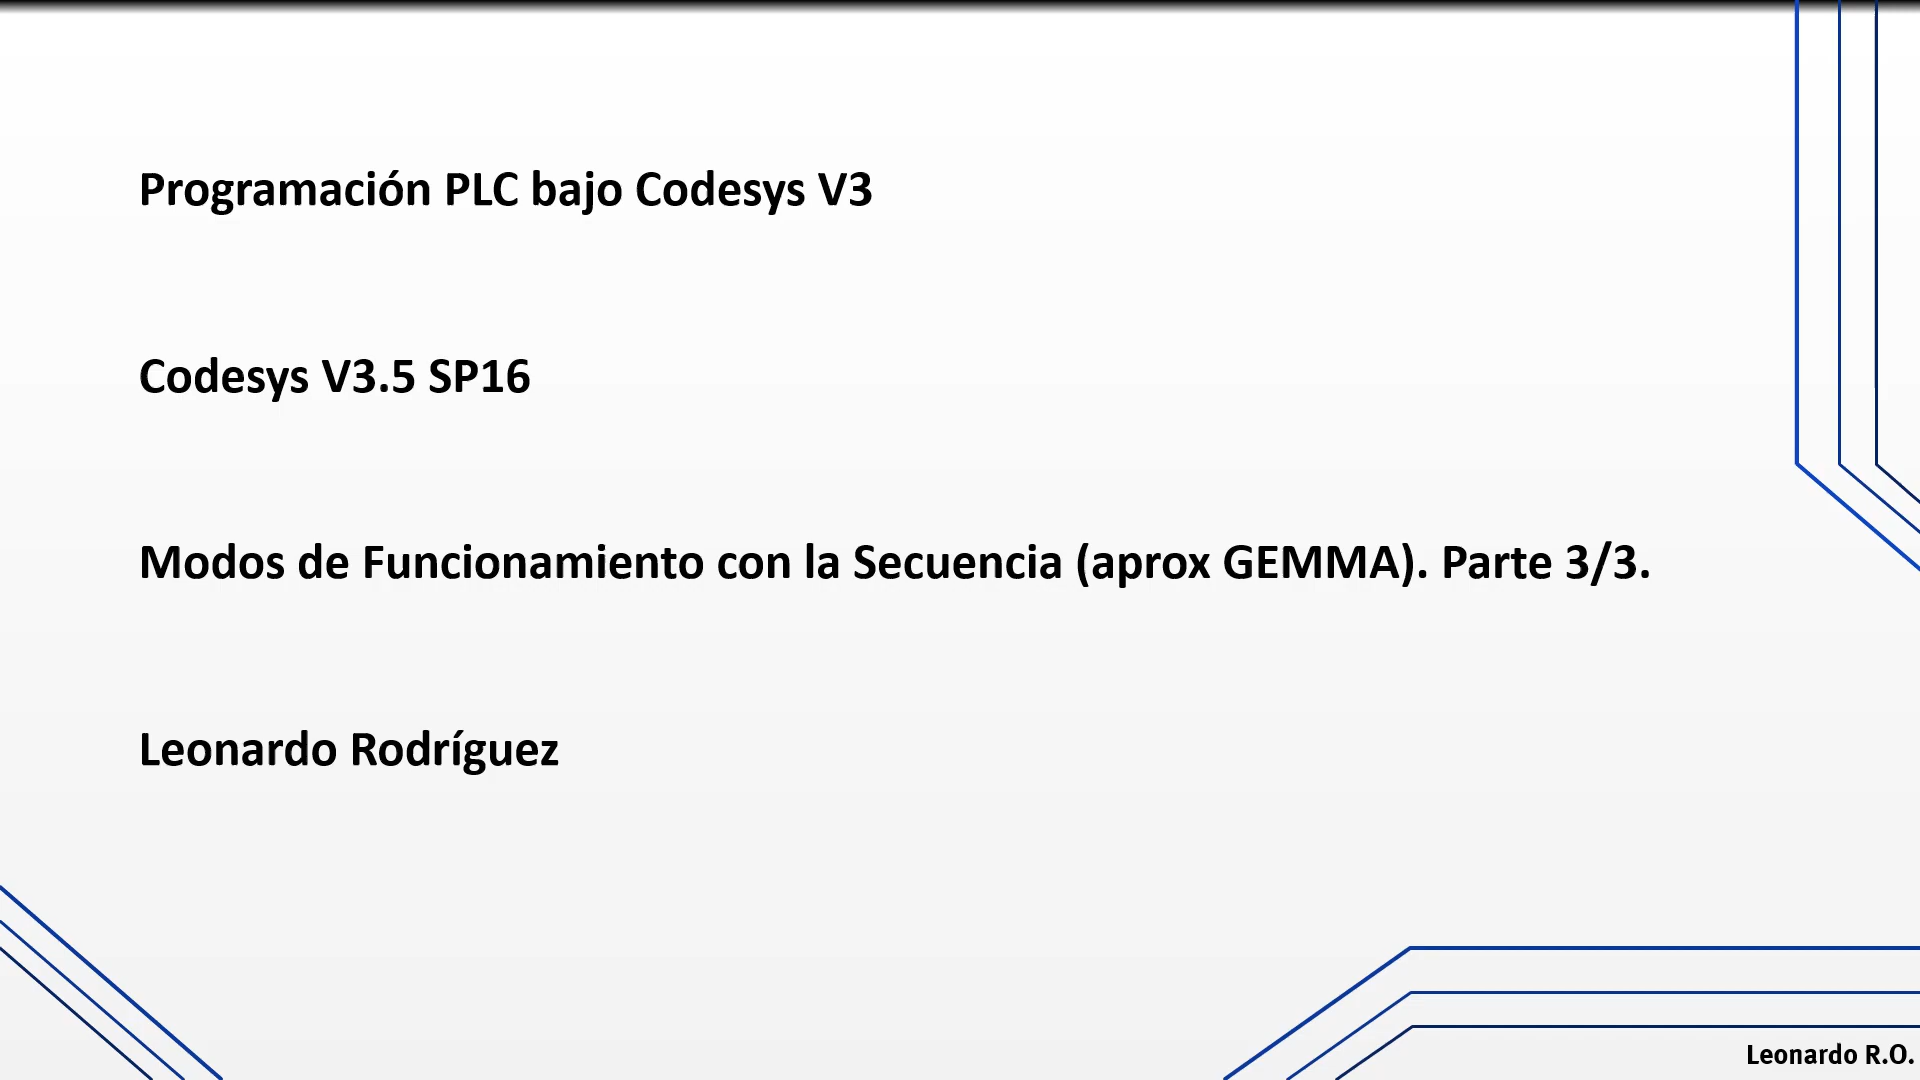 Programación PLC bajo Codesys V3
Codesys V3.5 SP16
Modos de Funcionamiento con la Secuencia (aprox GEMMA). Parte 3/3.
Leonardo Rodríguez
Leonardo R.O.